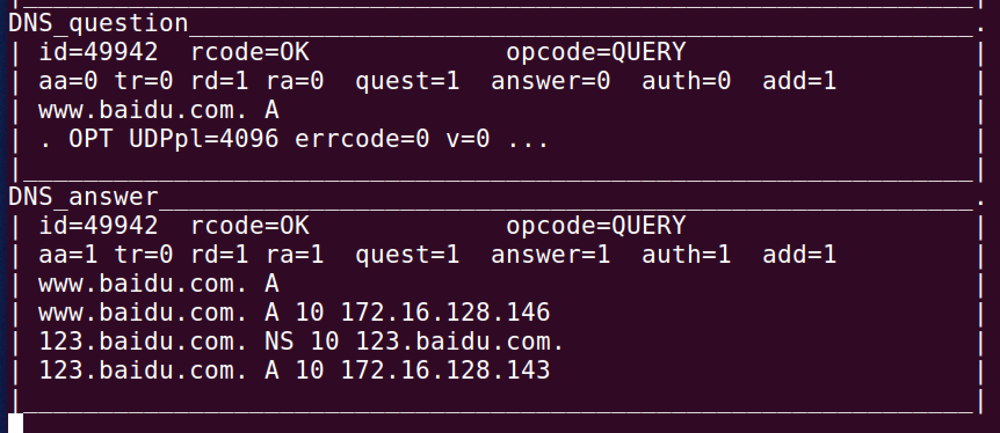 DNS_question_____________________________________________________.
| id=49942  rcode=OK             opcode=QUERY                    |
| aa=0 tr=0 rd=1 ra=0  quest=1  answer=0  auth=0  add=1          |
| www.baidu.com. A                                               |
| . OPT UDPpl=4096 errcode=0 v=0 ...                             |
|________________________________________________________________|
DNS_answer_______________________________________________________.
| id=49942  rcode=OK             opcode=QUERY                    |
| aa=1 tr=0 rd=1 ra=1  quest=1  answer=1  auth=1  add=1          |
| www.baidu.com. A                                               |
| www.baidu.com. A 10 172.16.128.146                             |
| 123.baidu.com. NS 10 123.baidu.com.                            |
| 123.baidu.com. A 10 172.16.128.143                             |
|________________________________________________________________|